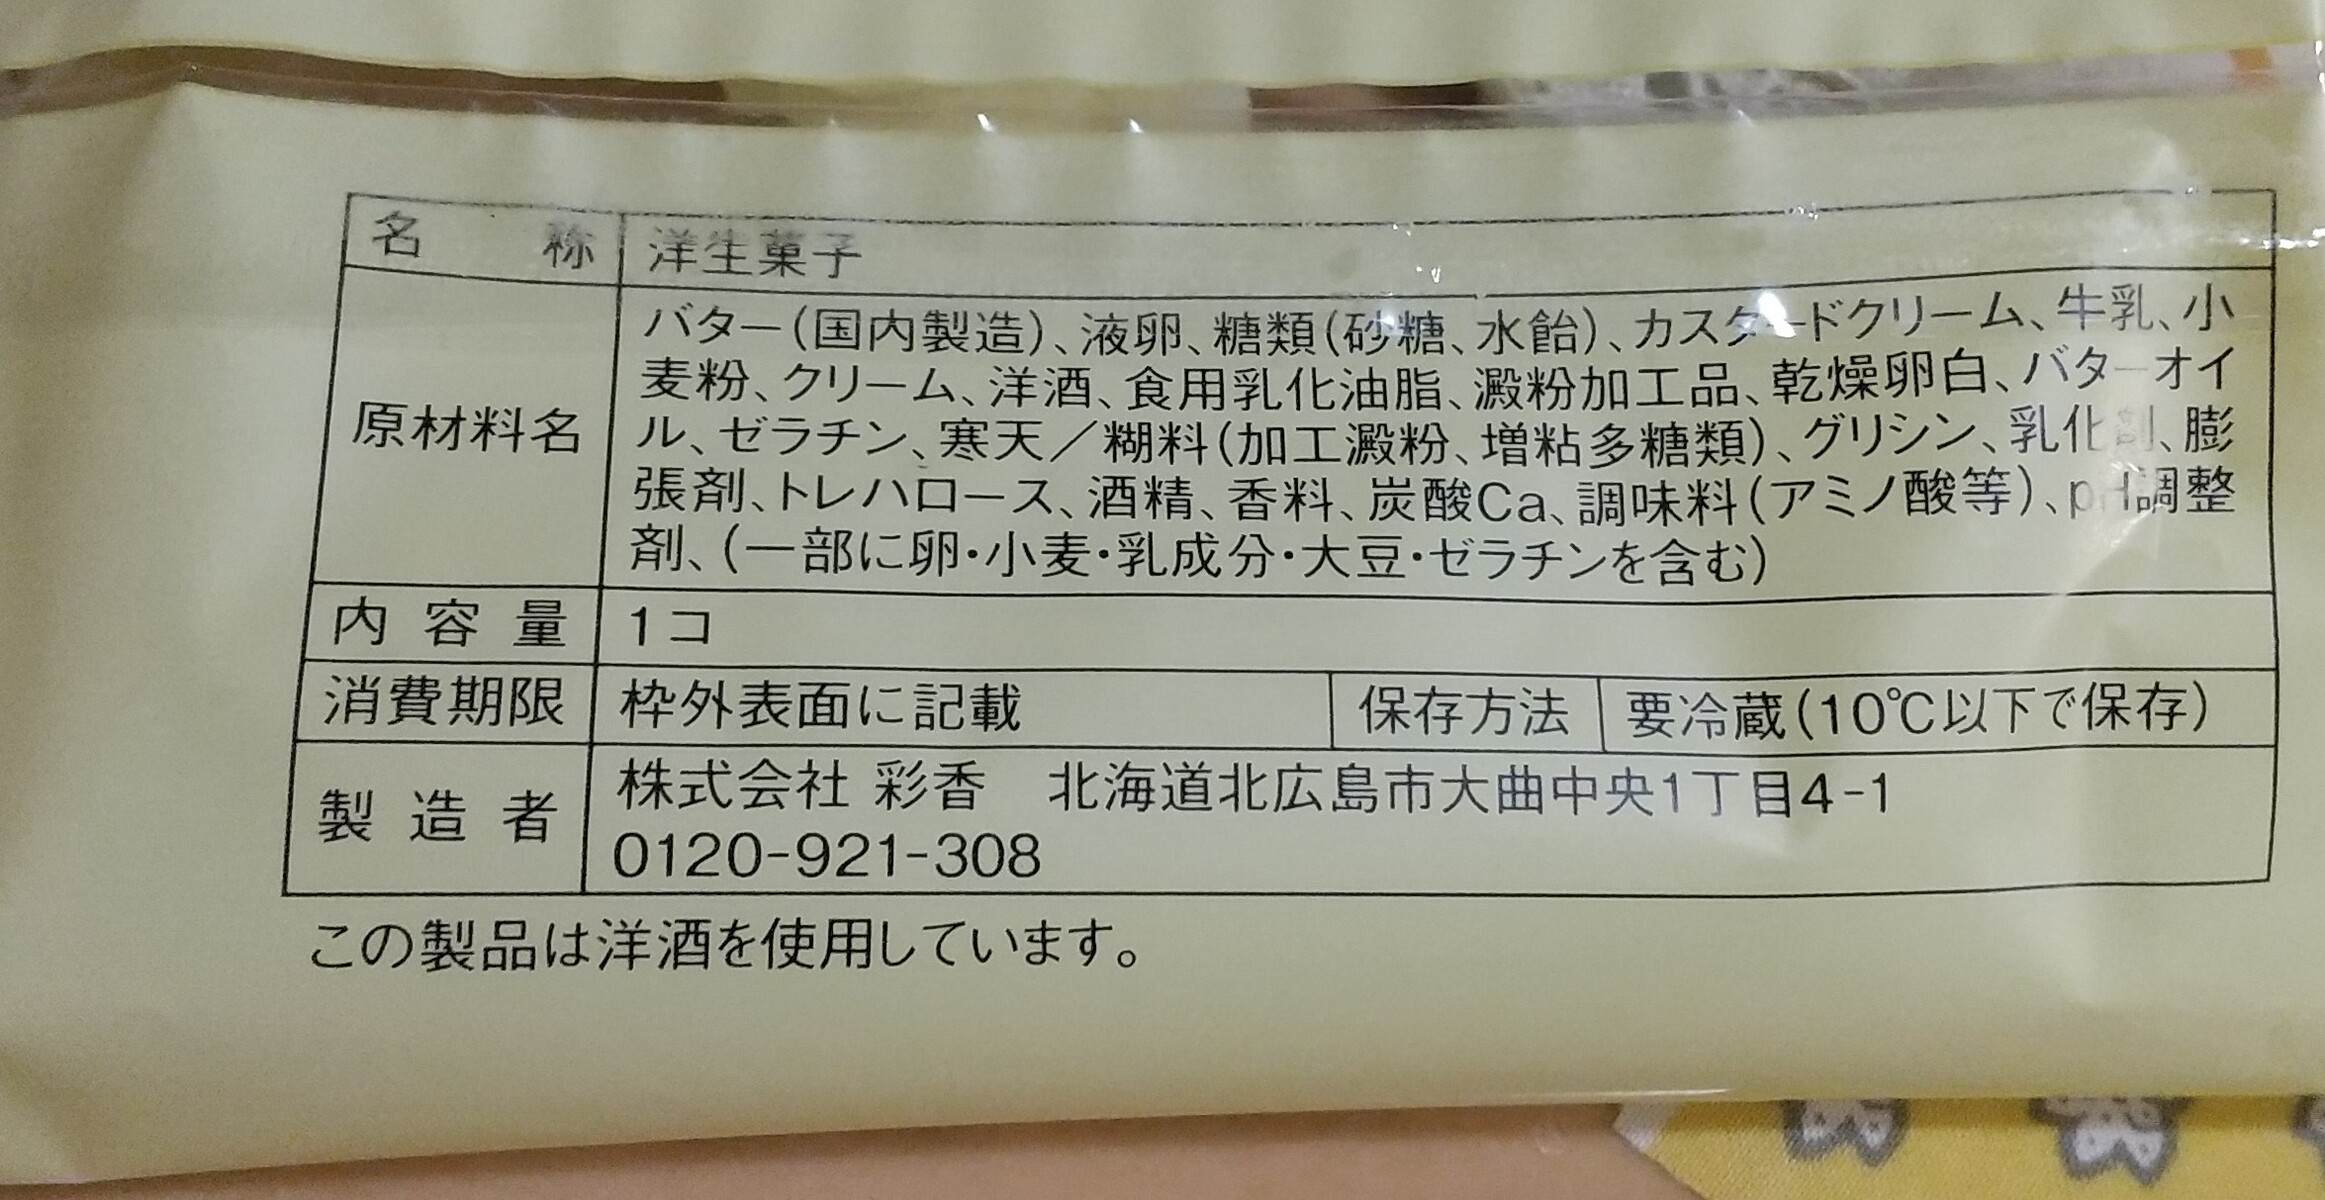 名称 洋生菓子
原材料名
バター(国内製造)、液卵、糖類(砂糖、水飴)、カスタードクリーム、牛乳、小
麦粉、クリーム、洋酒、食用乳化油脂、澱粉加工品、乾燥卵白、バターオイ
ル、ゼラチン、寒天／糊料(加工澱粉、増粘多糖類)、グリシン、乳化剤、膨
張剤、トレハロース、酒精、香料、炭酸Ca、調味料(アミノ酸等)、pH調整
剤、(一部に卵・小麦・乳成分・大豆・ゼラチンを含む)
内容量 1コ
消費期限 枠外表面に記載 保存方法 要冷蔵(10℃以下で保存)
製造者
株式会社 彩香 北海道北広島市大曲中央1丁目4-1
0120-921-308
この製品は洋酒を使用しています。